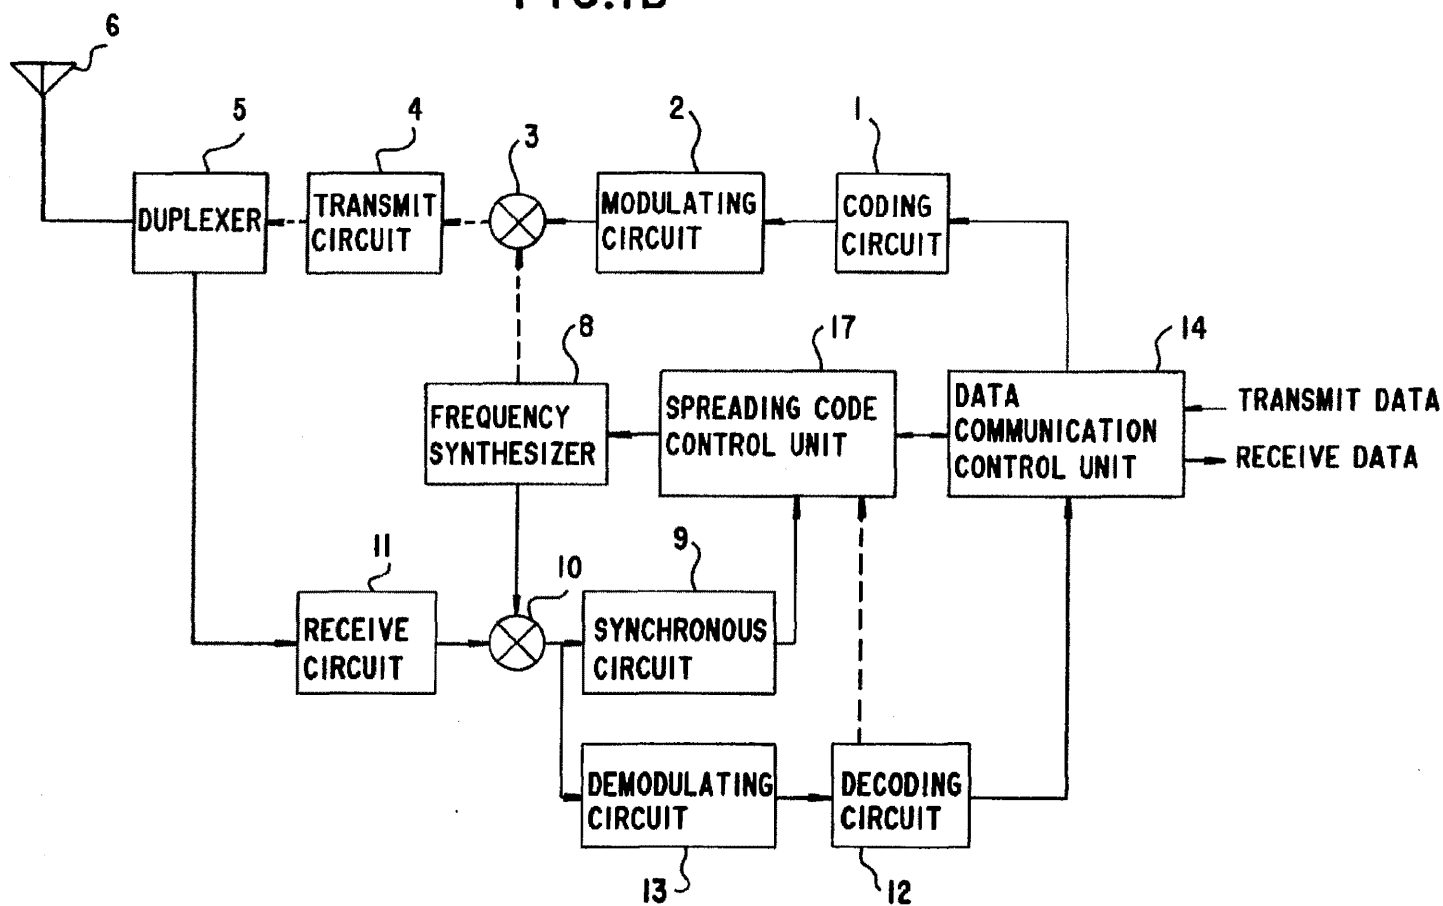 6
5
4
3
2
1
DUPLEXER
TRANSMIT
CIRCUIT
MODULATING
CIRCUIT
CODING
CIRCUIT
8
17
14
FREQUENCY
SYNTHESIZER
SPREADING CODE
CONTROL UNIT
DATA
COMMUNICATION
CONTROL UNIT
TRANSMIT DATA
RECEIVE DATA
11
10
9
RECEIVE
CIRCUIT
SYNCHRONOUS
CIRCUIT
DEMODULATING
CIRCUIT
DECODING
CIRCUIT
13
12